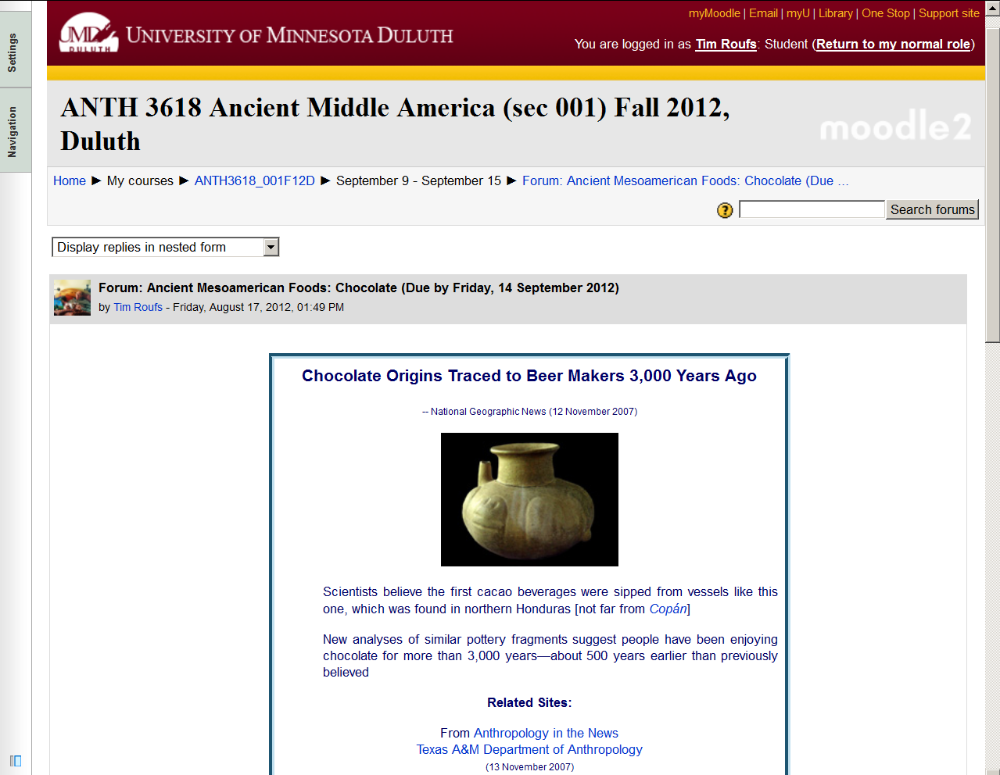 myMoodle | Email | myU | Library | One Stop | Support site
UMD
DULUTH
UNIVERSITY OF MINNESOTA DULUTH
You are logged in as Tim Roufs: Student (Return to my normal role)
Settings
Navigation
ANTH 3618 Ancient Middle America (sec 001) Fall 2012,
Duluth
moodle2
Home ► My courses ► ANTH3618_001F12D ► September 9 - September 15 ► Forum: Ancient Mesoamerican Foods: Chocolate (Due ...
?
Search forums
Display replies in nested form
Forum: Ancient Mesoamerican Foods: Chocolate (Due by Friday, 14 September 2012)
by Tim Roufs - Friday, August 17, 2012, 01:49 PM
Chocolate Origins Traced to Beer Makers 3,000 Years Ago
-- National Geographic News (12 November 2007)
Scientists believe the first cacao beverages were sipped from vessels like this
one, which was found in northern Honduras [not far from Copán]
New analyses of similar pottery fragments suggest people have been enjoying
chocolate for more than 3,000 years—about 500 years earlier than previously
believed
Related Sites:
From Anthropology in the News
Texas A&M Department of Anthropology
(13 November 2007)